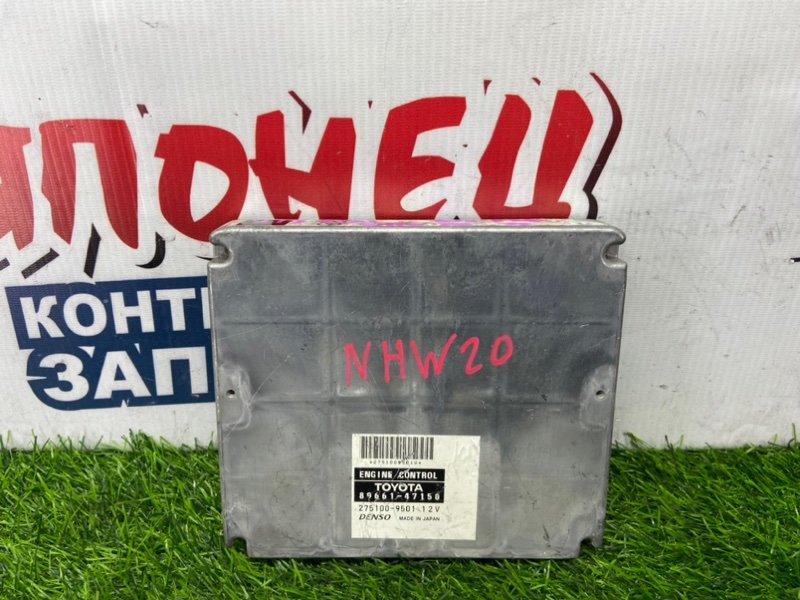 ЯПОНЕЦ
КОНТ
ЗАП
NHW20
ENGINE CONTROL
TOYOTA
89661-47150
275100-9501 12V
DENSO MADE IN JAPAN